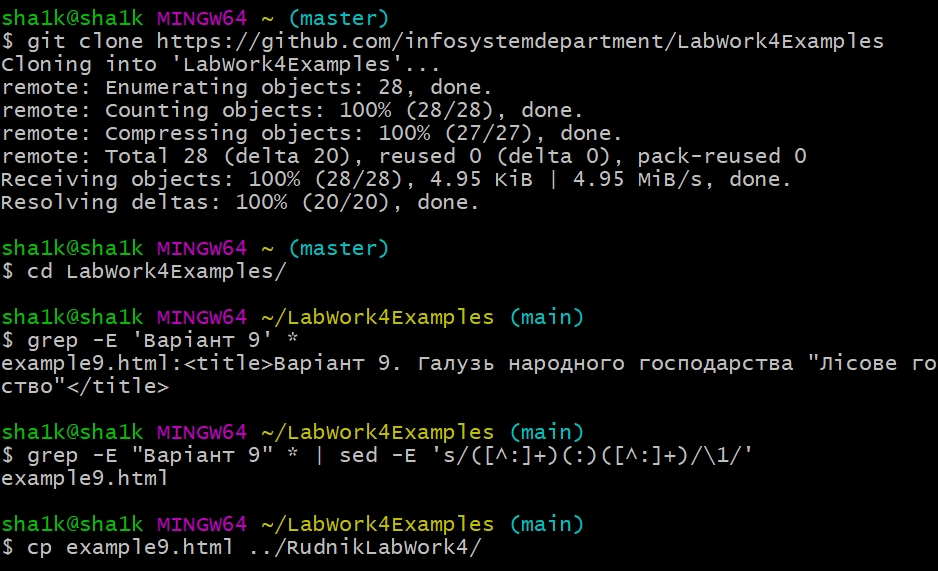 sha1k@sha1k MINGW64 ~ (master)
$ git clone https://github.com/infosystemdepartment/LabWork4Examples
Cloning into 'LabWork4Examples'...
remote: Enumerating objects: 28, done.
remote: Counting objects: 100% (28/28), done.
remote: Compressing objects: 100% (27/27), done.
remote: Total 28 (delta 20), reused 0 (delta 0), pack-reused 0
Receiving objects: 100% (28/28), 4.95 KiB | 4.95 MiB/s, done.
Resolving deltas: 100% (20/20), done.
sha1k@sha1k MINGW64 ~ (master)
$ cd LabWork4Examples/
sha1k@sha1k MINGW64 ~/LabWork4Examples (main)
$ grep -E 'Варіант 9' *
example9.html:<title>Варіант 9. Галузь народного господарства "Лісове го
ство"</title>
sha1k@sha1k MINGW64 ~/LabWork4Examples (main)
$ grep -E "Варіант 9" * | sed -E 's/([^:]+)(:)([^:]+)/\1/'
example9.html
sha1k@sha1k MINGW64 ~/LabWork4Examples (main)
$ cp example9.html ../RudnikLabWork4/